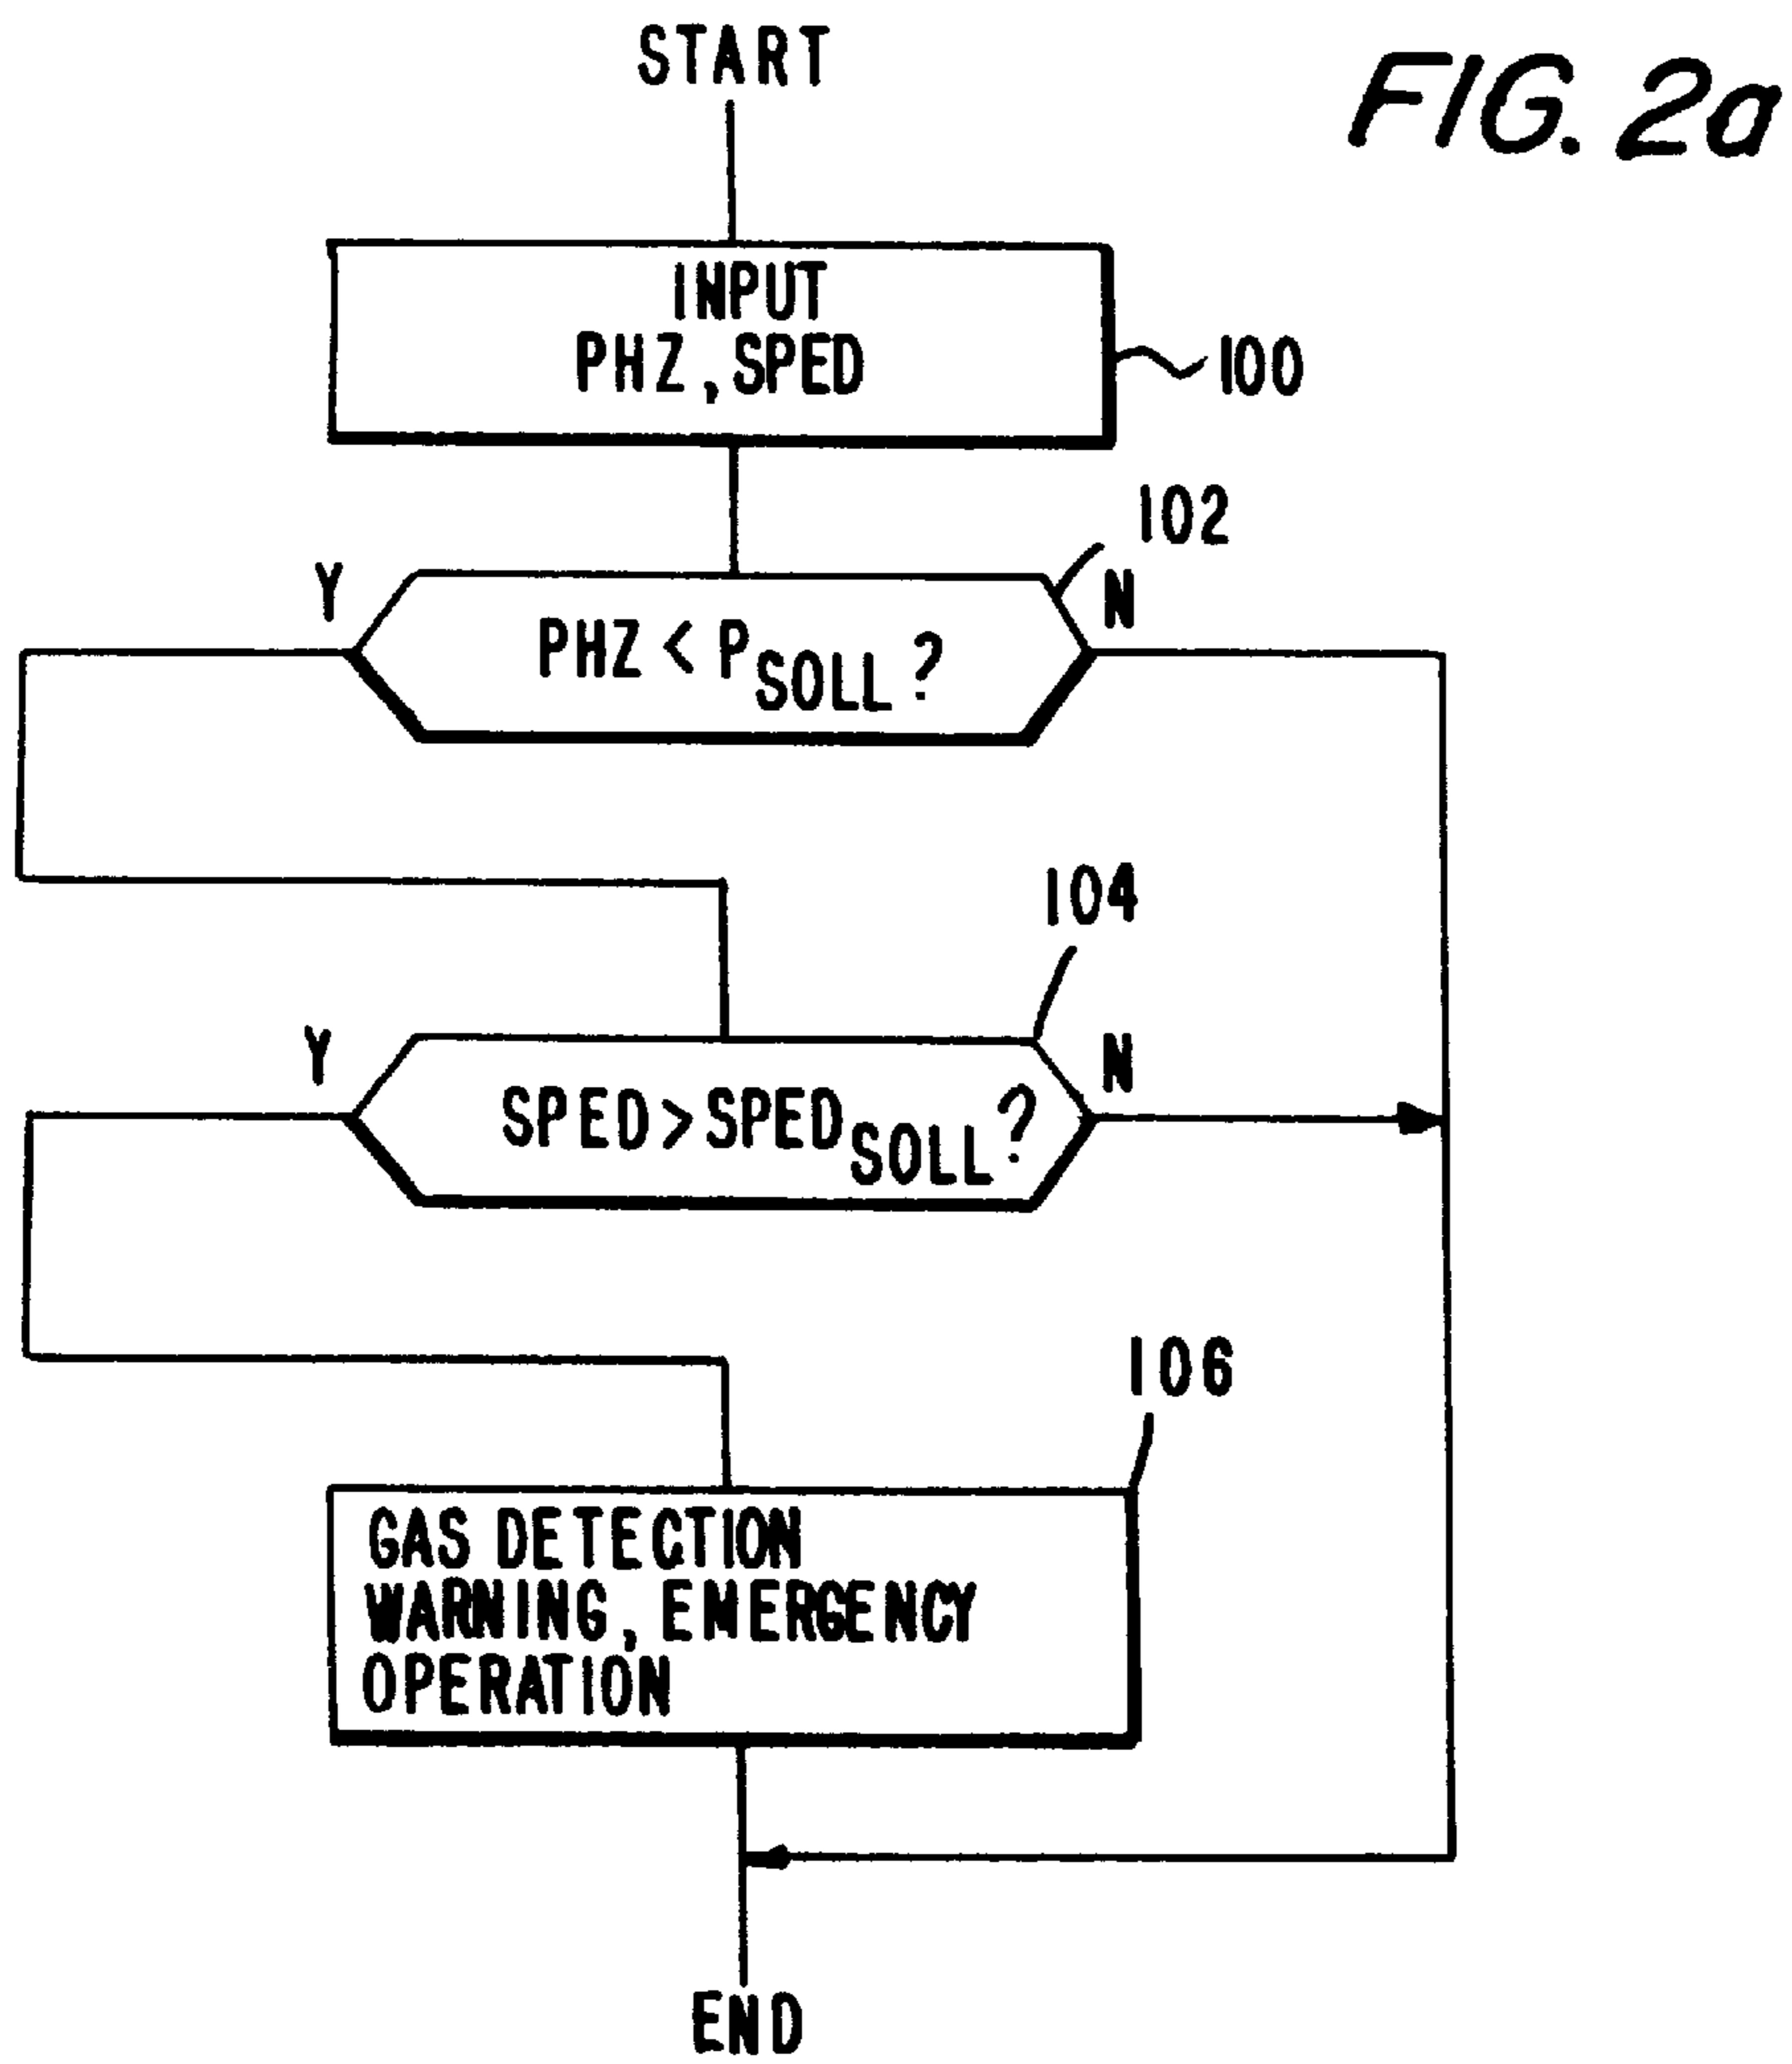 START
FIG. 2a
INPUT
PHZ, SPED
100
102
Y
N
PHZ < PSOLL?
104
Y
N
SPED > SPEDSOLL?
106
GAS DETECTION
WARNING, EMERGENCY
OPERATION
END